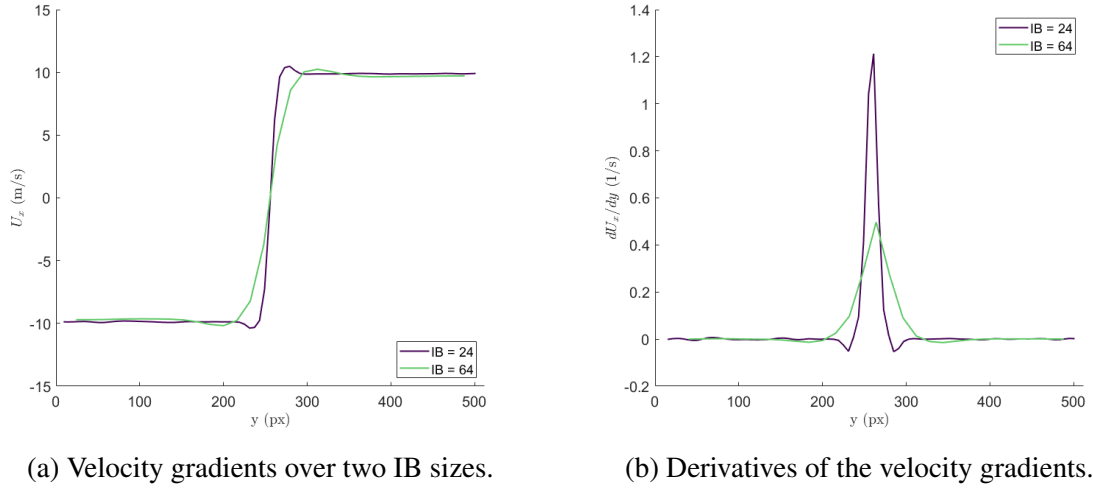 15
10
5
0
-5
-10
-15
U_x (m/s)
0 100 200 300 400 500
y (px)
IB = 24
IB = 64
1.4
1.2
1
0.8
0.6
0.4
0.2
0
-0.2
dU_x/dy (1/s)
0 100 200 300 400 500
y (px)
IB = 24
IB = 64
(a) Velocity gradients over two IB sizes.
(b) Derivatives of the velocity gradients.